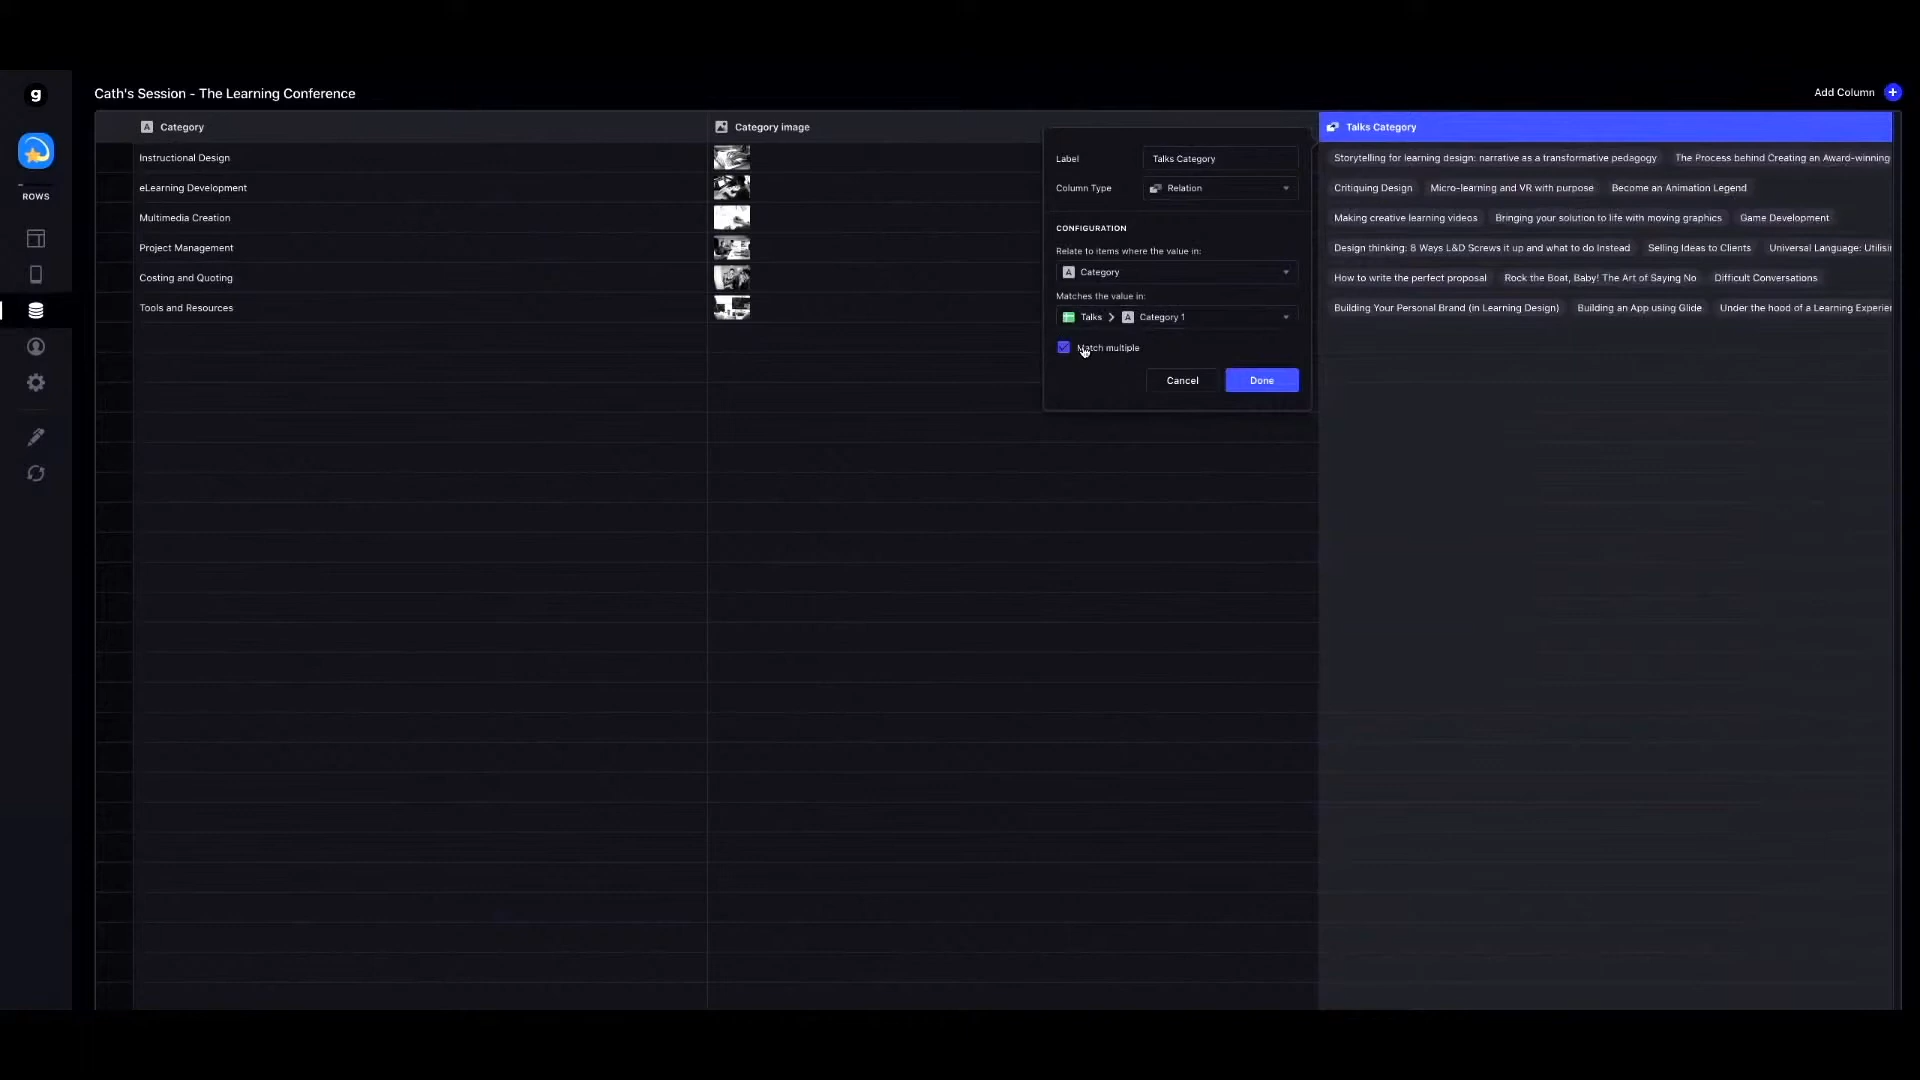 g
Cath's Session - The Learning Conference
Add Column +
ROWS
A Category
Category image
Talks Category
Instructional Design
eLearning Development
Multimedia Creation
Project Management
Costing and Quoting
Tools and Resources
Label
Talks Category
Column Type
Relation
CONFIGURATION
Relate to items where the value in:
A Category
Matches the value in:
Talks > A Category 1
Match multiple
Cancel
Done
Storytelling for learning design: narrative as a transformative pedagogy The Process behind Creating an Award-winning
Critiquing Design Micro-learning and VR with purpose Become an Animation Legend
Making creative learning videos Bringing your solution to life with moving graphics Game Development
Design thinking: 8 Ways L&D Screws it up and what to do Instead Selling Ideas to Clients Universal Language: Utilisi
How to write the perfect proposal Rock the Boat, Baby! The Art of Saying No Difficult Conversations
Building Your Personal Brand (in Learning Design) Building an App using Glide Under the hood of a Learning Experien